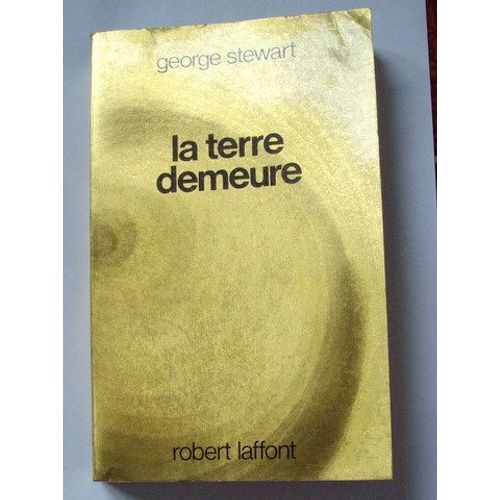 george stewart
la terre
demeure
robert laffont